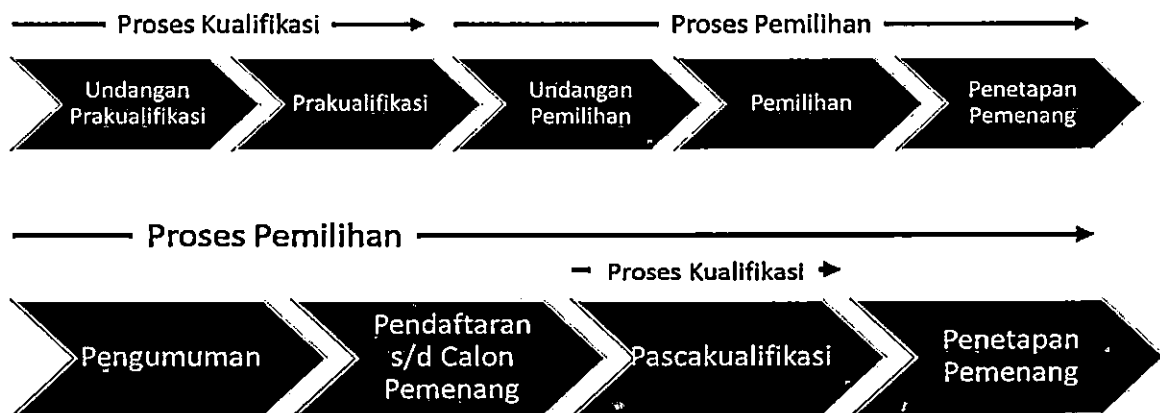 Proses Kualifikasi
Proses Pemilihan
Undangan
Prakualifikasi
Prakualifikasi
Undangan
Pemilihan
Pemilihan
Penetapan
Pemenang
Proses Pemilihan
Proses Kualifikasi
Pengumuman
Pendaftaran
s/d Calon
Pemenang
Pascakualifikasi
Penetapan
Pemenang